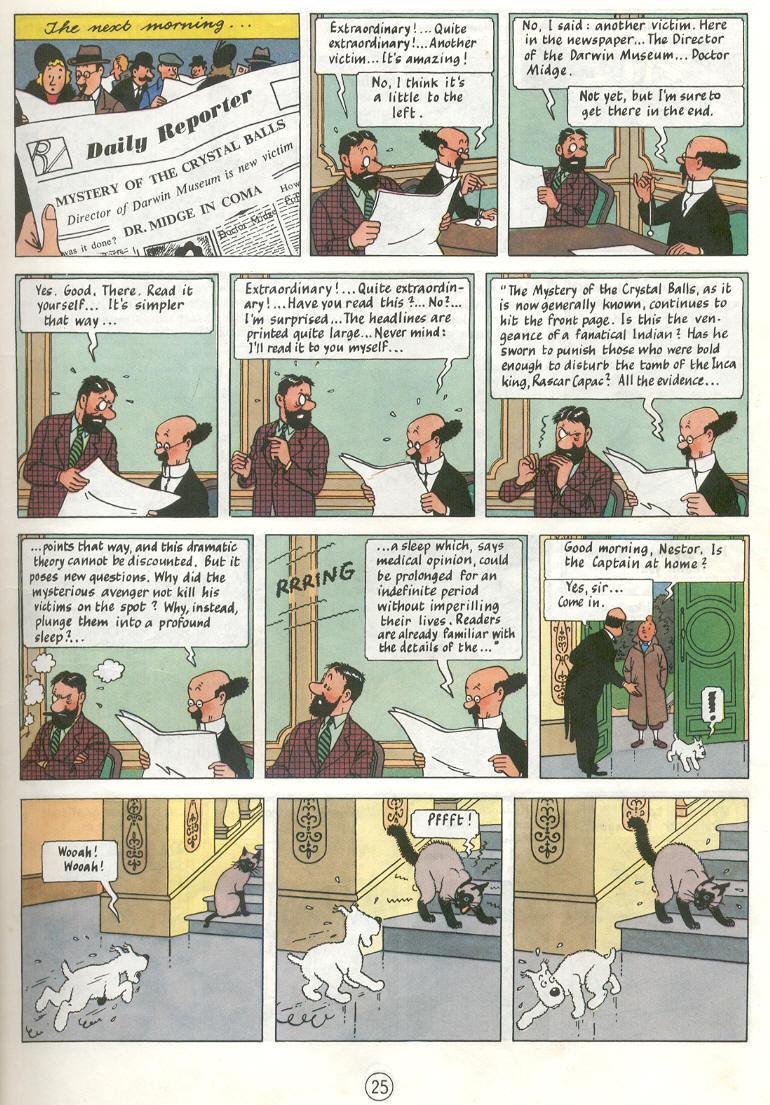 The next morning...
Daily Reporter
MYSTERY OF THE CRYSTAL BALLS
Director of Darwin Museum is new victim
DR. MIDGE IN COMA
How
was it done?
Doctor Midge
Extraordinary!...Quite
extraordinary!...Another
victim... It's amazing!
No, I think it's
a little to the
left.
No, I said: another victim. Here
in the newspaper... The Director
of the Darwin Museum... Doctor
Midge.
Not yet, but I'm sure to
get there in the end.
Yes. Good. There. Read it
yourself... It's simpler
that way...
Extraordinary!... Quite extraordin-
ary!...Have you read this?...No?...
I'm surprised...The headlines are
printed quite large...Never mind:
I'll read it to you myself...
"The Mystery of the Crystal Balls, as it
is now generally known, continues to
hit the front page. Is this the ven-
geance of a fanatical Indian? Has he
sworn to punish those who were bold
enough to disturb the tomb of the Inca
king, Rascar Capac? All the evidence...
...points that way, and this dramatic
theory cannot be discounted. But it
poses new questions. Why did the
mysterious avenger not kill his
victims on the spot? Why, instead,
plunge them into a profound
sleep?...
RRRING
...a sleep which, says
medical opinion, could
be prolonged for an
indefinite period
without imperilling
their lives. Readers
are already familiar with
the details of the..."
Good morning, Nestor. Is
the Captain at home?
Yes, sir...
Come in.
Wooah!
Wooah!
Pffft!
25